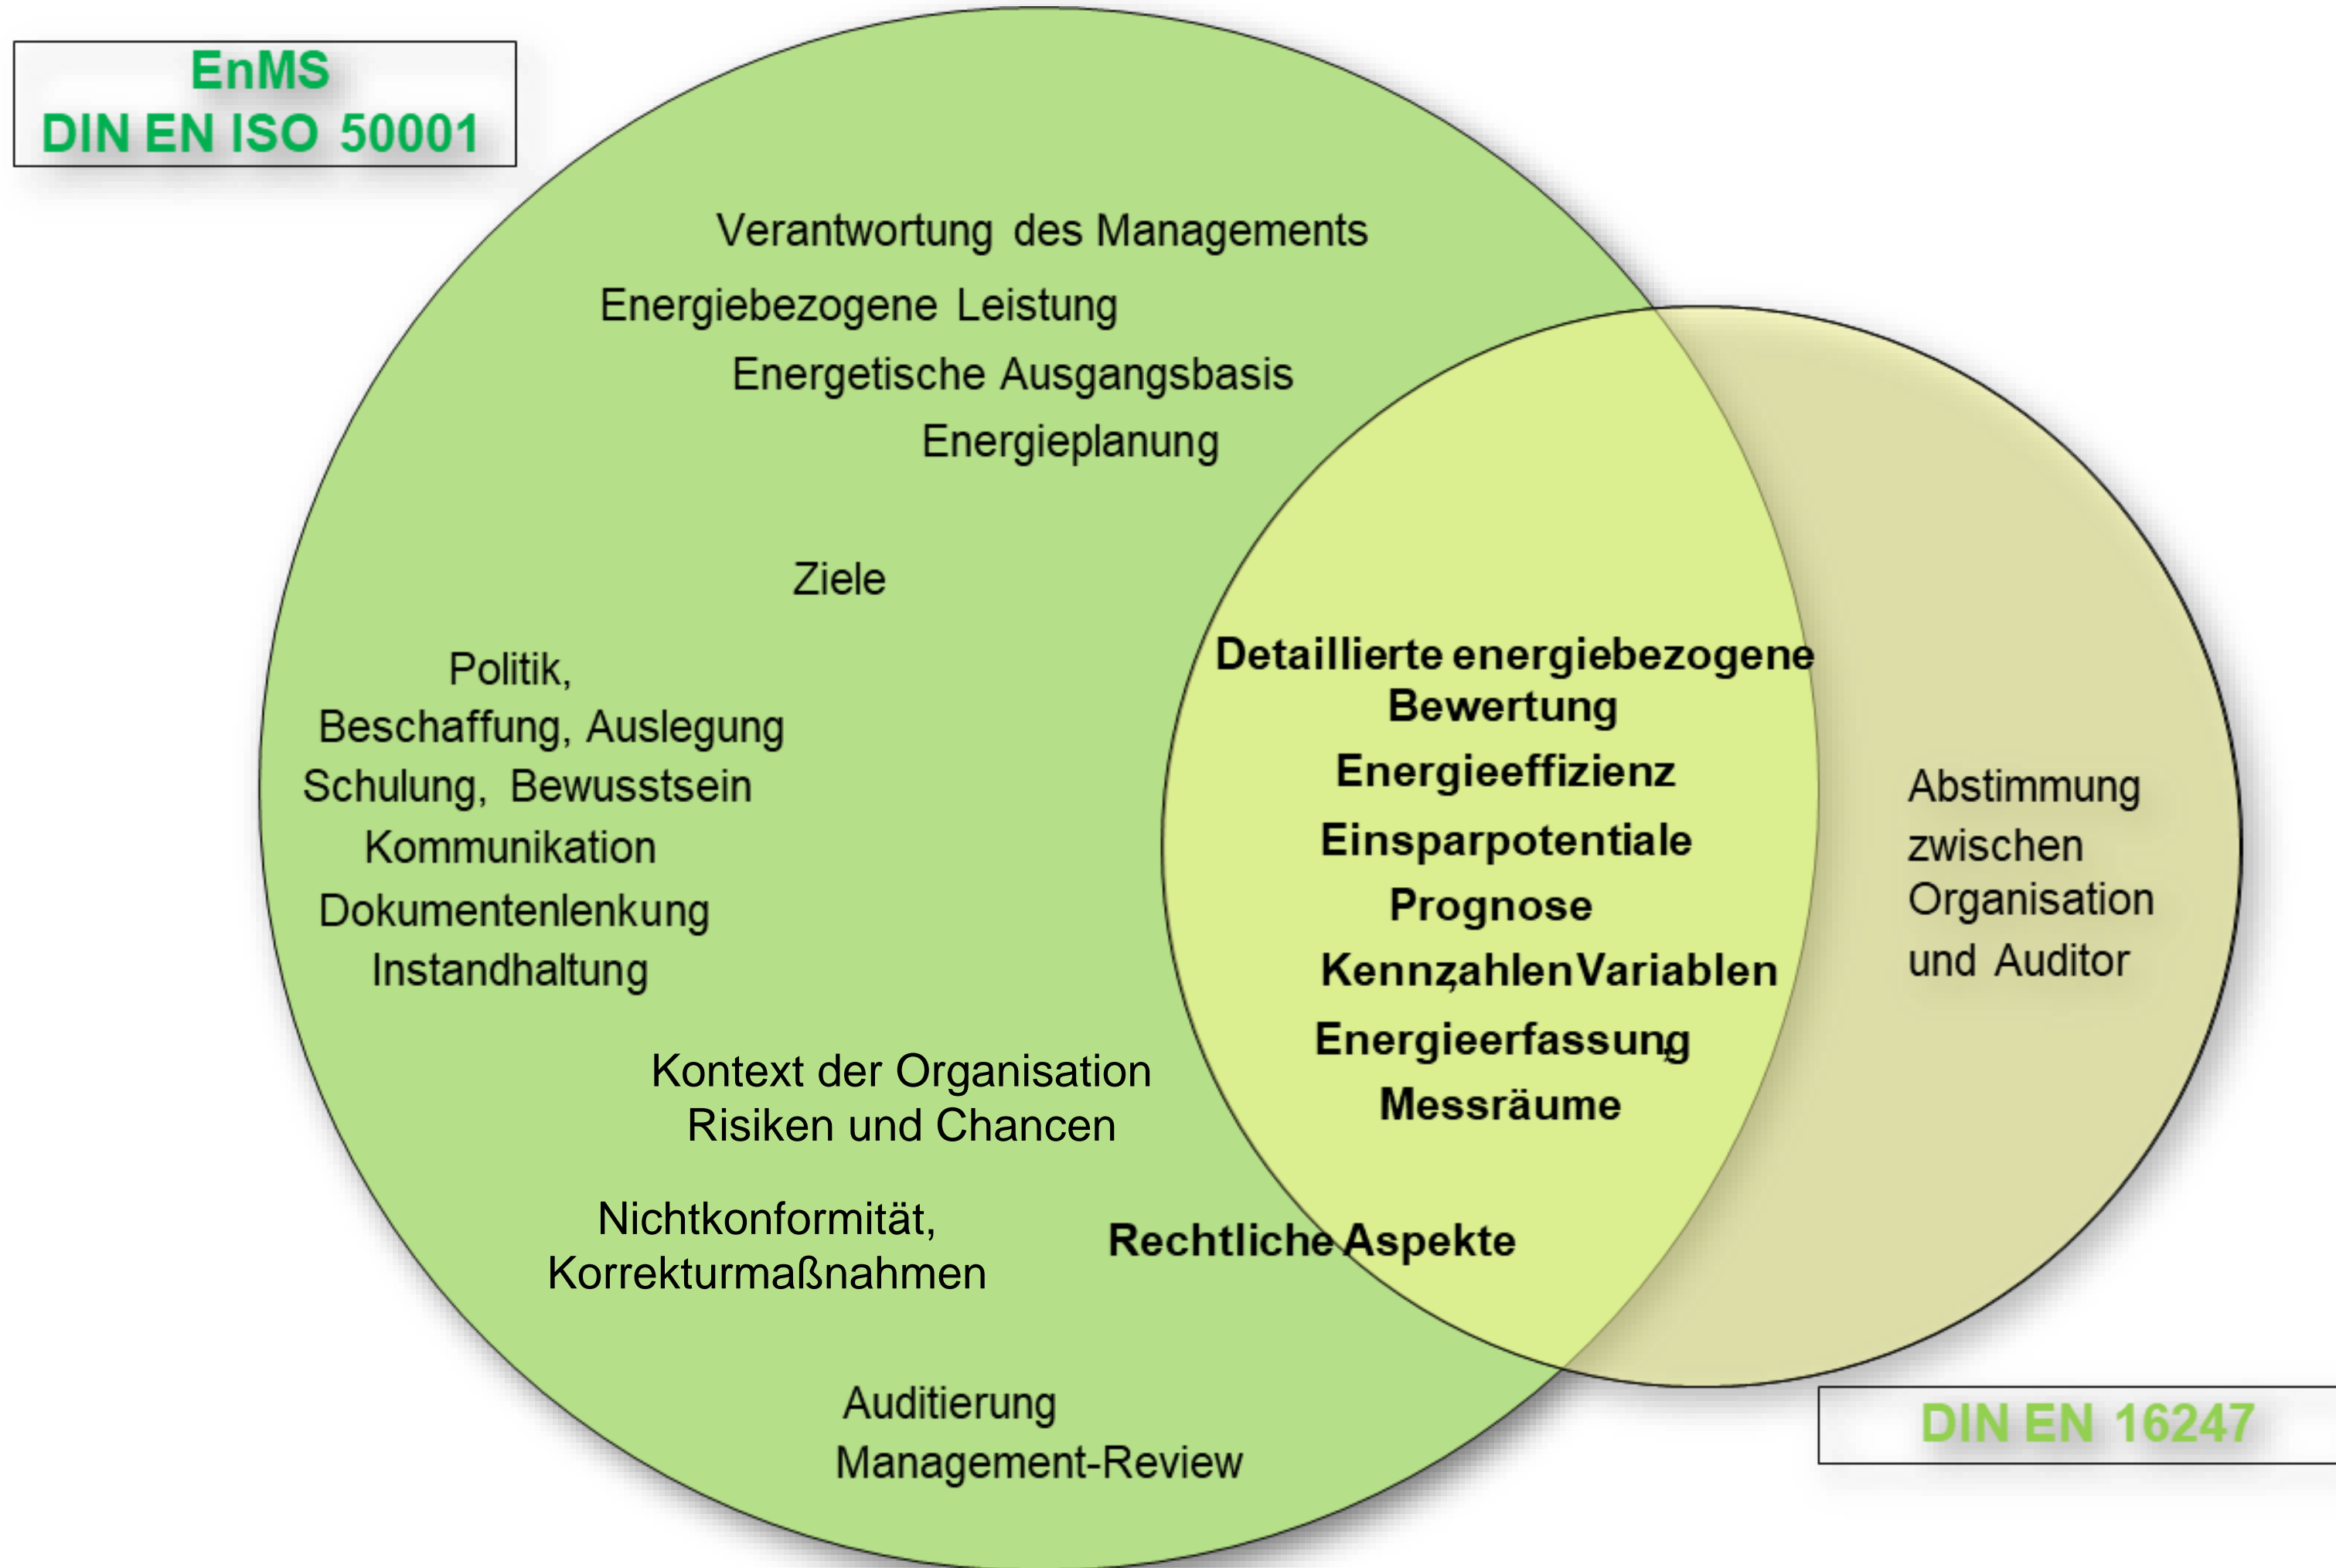 EnMS
DIN EN ISO 50001
Verantwortung des Managements
Energiebezogene Leistung
Energetische Ausgangsbasis
Energieplanung
Ziele
Politik,
Beschaffung, Auslegung
Schulung, Bewusstsein
Kommunikation
Dokumentenlenkung
Instandhaltung
Kontext der Organisation
Risiken und Chancen
Nichtkonformität,
Korrekturmaßnahmen
Auditierung
Management-Review
Detaillierte energiebezogene
Bewertung
Energieeffizienz
Einsparpotentiale
Prognose
Kennzahlen, Variablen
Energieerfassung,
Messräume
Rechtliche Aspekte
Abstimmung
zwischen
Organisation
und Auditor
DIN EN 16247